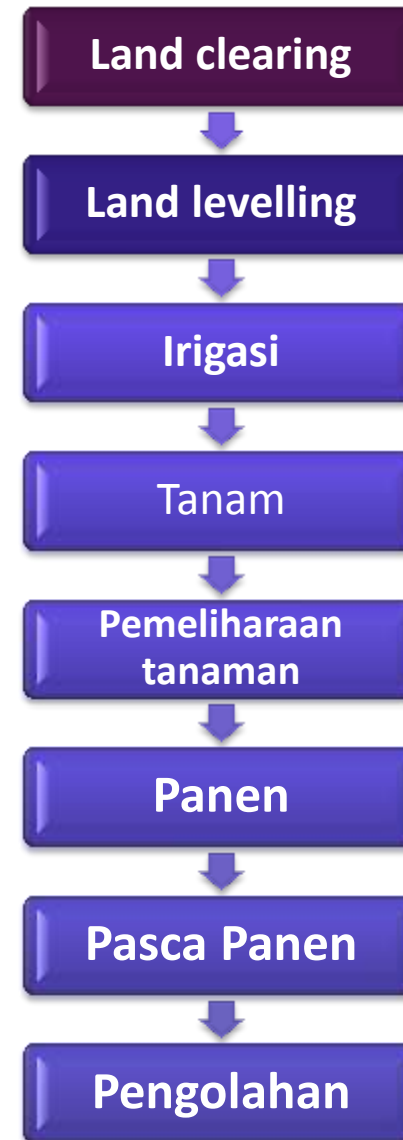 Land clearing
Land levelling
Irigasi
Tanam
Pemeliharaan
tanaman
Panen
Pasca Panen
Pengolahan